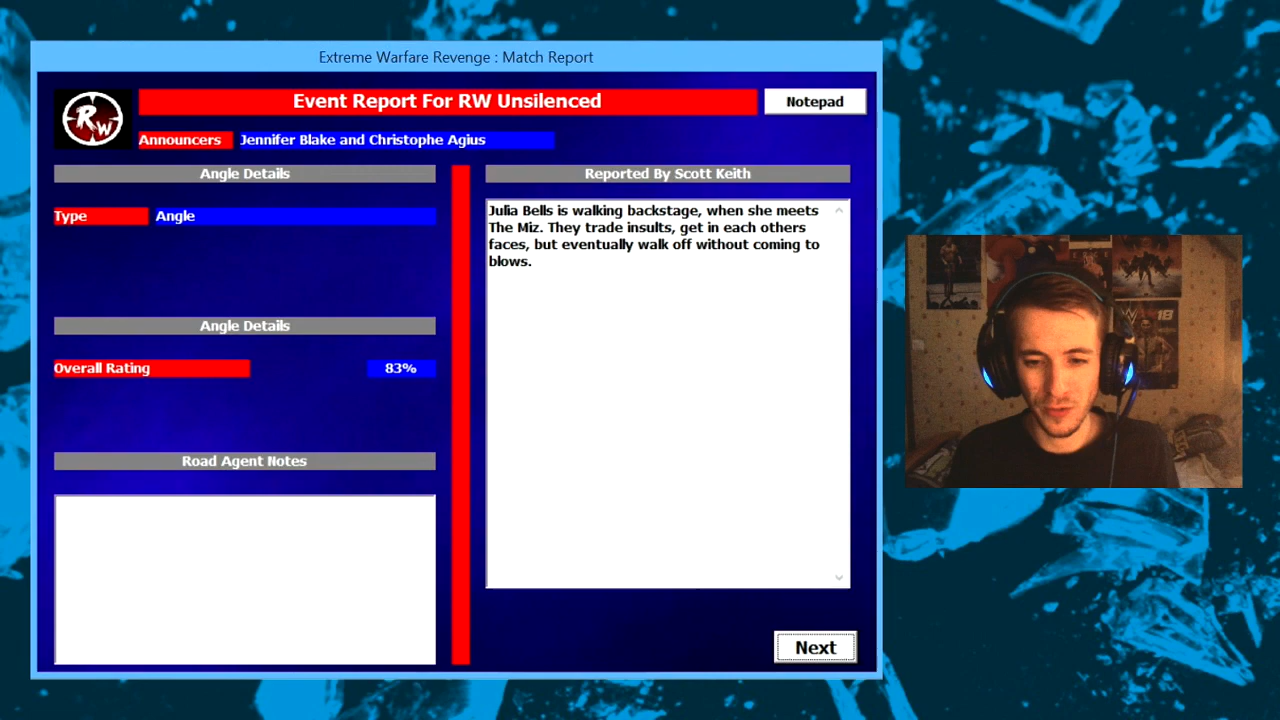 Extreme Warfare Revenge : Match Report
RW
Event Report For RW Unsilenced
Notepad
Announcers
Jennifer Blake and Christophe Agius
Angle Details
Type
Angle
Angle Details
Overall Rating
83%
Road Agent Notes
Reported By Scott Keith
Julia Bells is walking backstage, when she meets
The Miz. They trade insults, get in each others
faces, but eventually walk off without coming to
blows.
Next
18